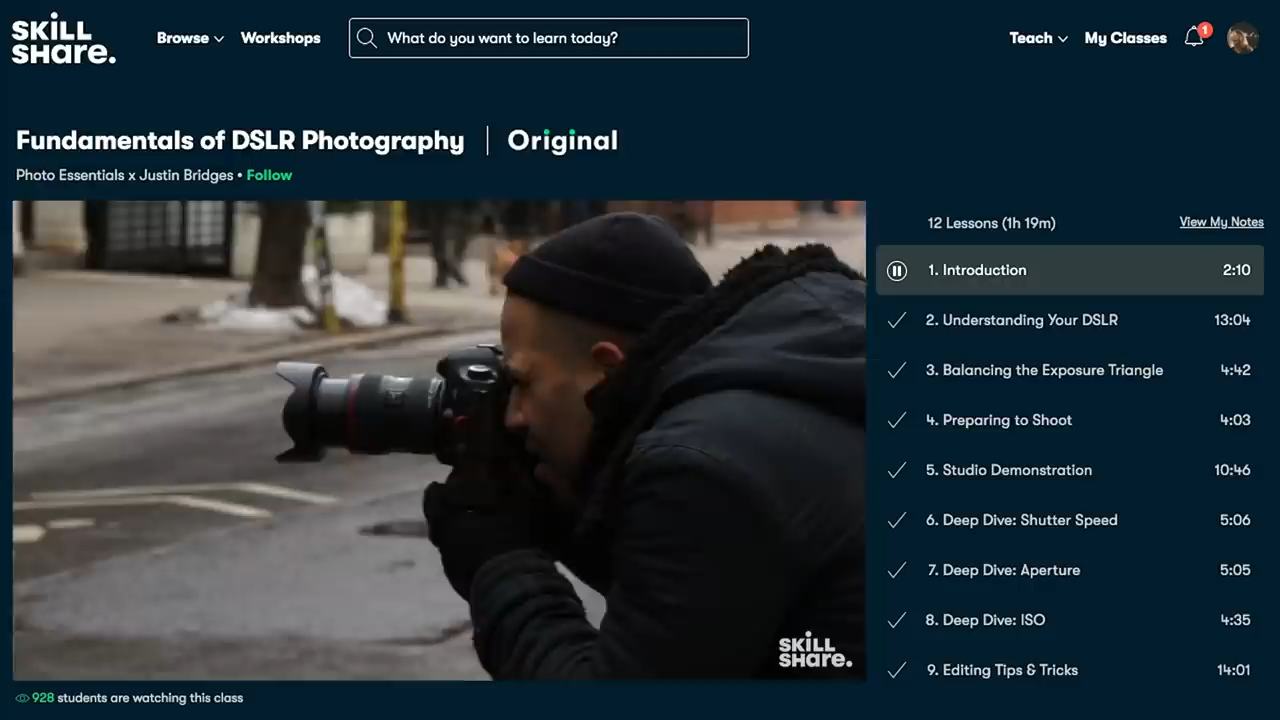 SKiLL
SHare.
Browse
Workshops
What do you want to learn today?
Teach
My Classes
1
Fundamentals of DSLR Photography | Original
Photo Essentials x Justin Bridges • Follow
12 Lessons (1h 19m)
View My Notes
1. Introduction 2:10
2. Understanding Your DSLR 13:04
3. Balancing the Exposure Triangle 4:42
4. Preparing to Shoot 4:03
5. Studio Demonstration 10:46
6. Deep Dive: Shutter Speed 5:06
7. Deep Dive: Aperture 5:05
8. Deep Dive: ISO 4:35
9. Editing Tips & Tricks 14:01
SKiLL
SHare.
928 students are watching this class